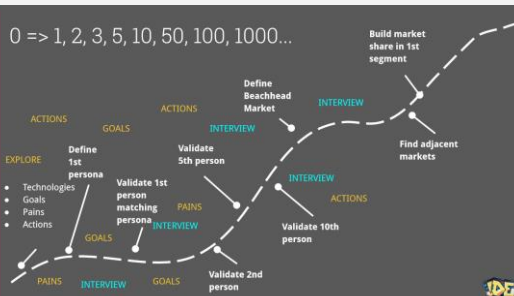 0 => 1, 2, 3, 5, 10, 50, 100, 1000...
Build market
share in 1st
segment
Define
Beachhead
Market
INTERVIEW
ACTIONS
ACTIONS
GOALS
INTERVIEW
Find adjacent
markets
EXPLORE
Define
1st
persona
Validate
5th person
• Technologies
• Goals
• Pains
• Actions
Validate 1st
person
matching
persona
PAINS
INTERVIEW
INTERVIEW
ACTIONS
GOALS
Validate 10th
person
PAINS
INTERVIEW
GOALS
Validate 2nd
person